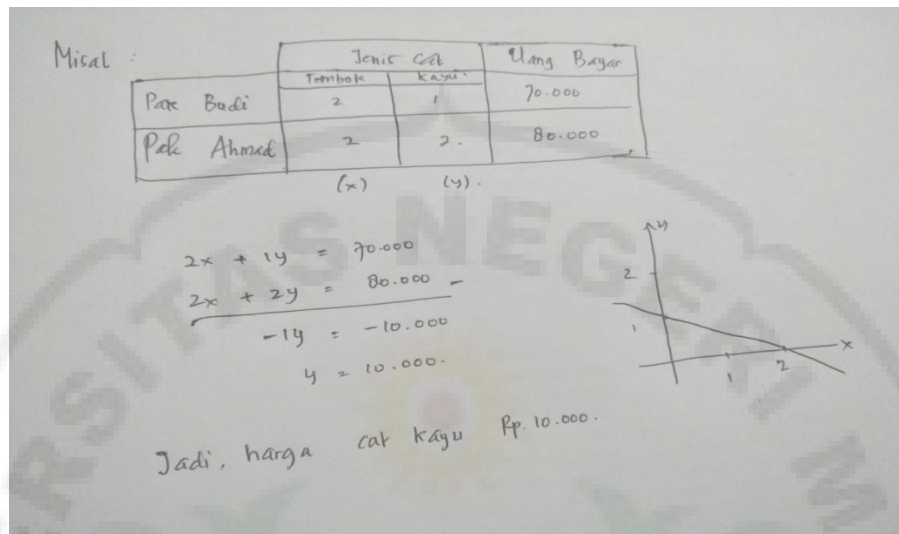 Misal :
Jenis Cat Uang Bayar
Tembok Kayu
Pak Budi 2 1 70.000
Pak Ahmad 2 2. 80.000
(x) (y).
2x + 1y = 70.000
2x + 2y = 80.000 -
-1y = -10.000
y = 10.000.
y
2
1
x
1 2
Jadi, harga cat kayu Rp. 10.000.
ERSITAS NEGERI M